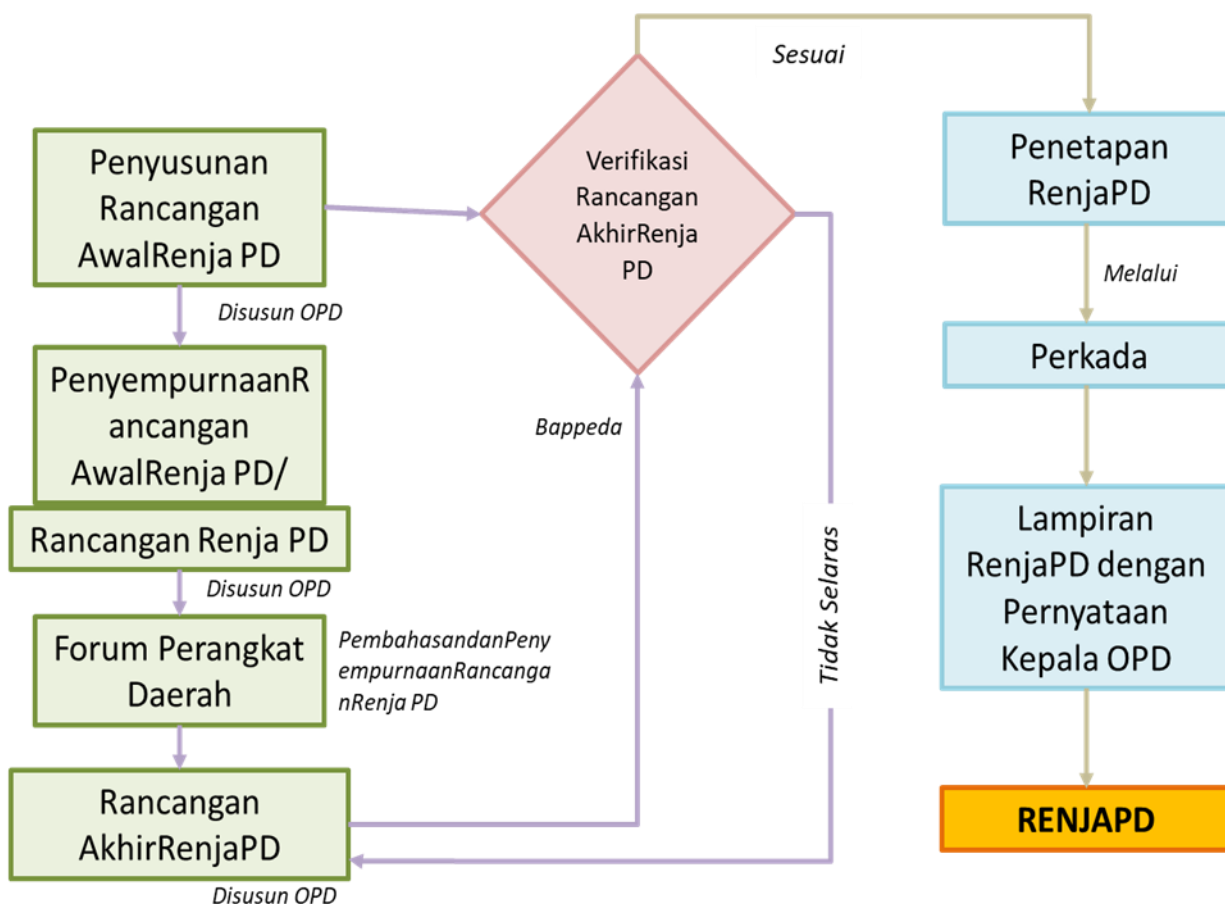 Penyusunan
Rancangan
AwalRenja PD
Disusun OPD
PenyempurnaanR
ancangan
AwalRenja PD/
Rancangan Renja PD
Disusun OPD
Forum Perangkat
Daerah
PembahasandanPeny
empurnaanRancanga
nRenja PD
Rancangan
AkhirRenjaPD
Disusun OPD
Bappeda
Verifikasi
Rancangan
AkhirRenja
PD
Tidak Selaras
Sesuai
Penetapan
RenjaPD
Melalui
Perkada
Lampiran
RenjaPD dengan
Pernyataan
Kepala OPD
RENJAPD